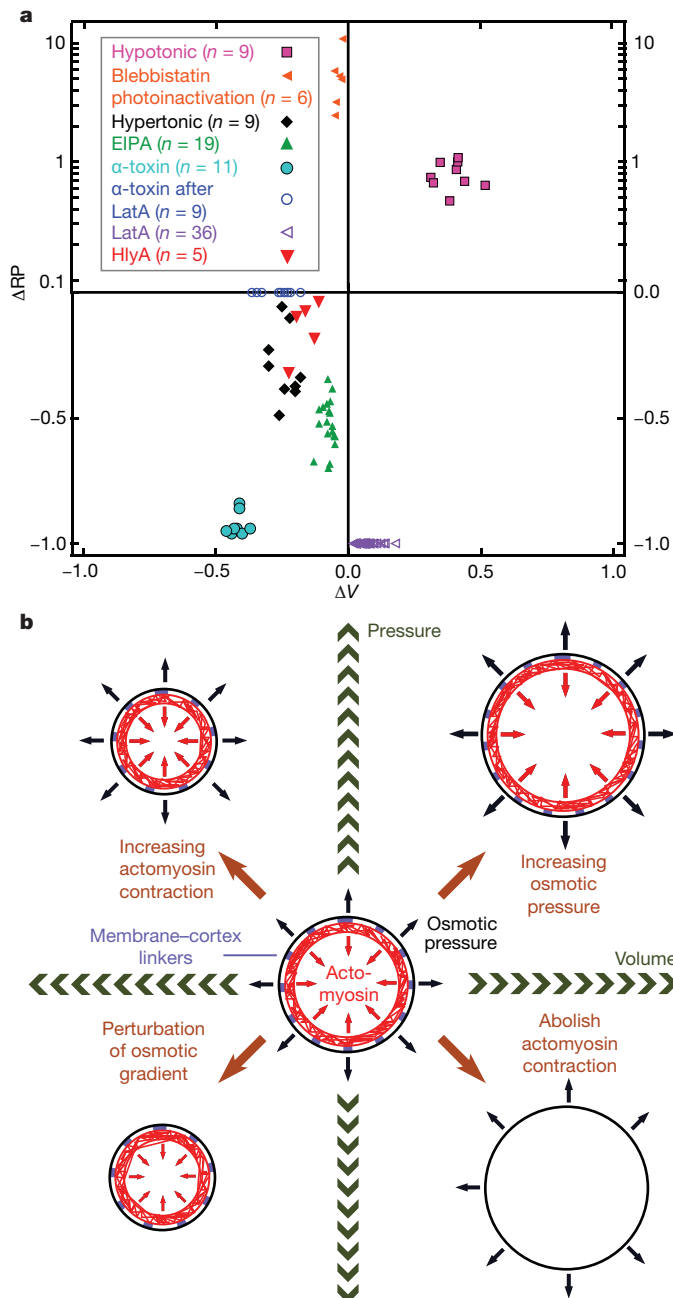 a
10
1
0.1
−0.5
−1.0
ΔRP
Hypotonic (n = 9)
Blebbistatin
photoinactivation (n = 6)
Hypertonic (n = 9)
EIPA (n = 19)
α-toxin (n = 11)
α-toxin after
LatA (n = 9)
LatA (n = 36)
HlyA (n = 5)
10
1
0.1
0.0
−0.5
−1.0
−1.0 −0.5 0.0 0.5 1.0
ΔV
b
Pressure
Increasing
actomyosin
contraction
Increasing
osmotic
pressure
Membrane–cortex
linkers
Osmotic
pressure
Acto-
myosin
Volume
Perturbation
of osmotic
gradient
Abolish
actomyosin
contraction